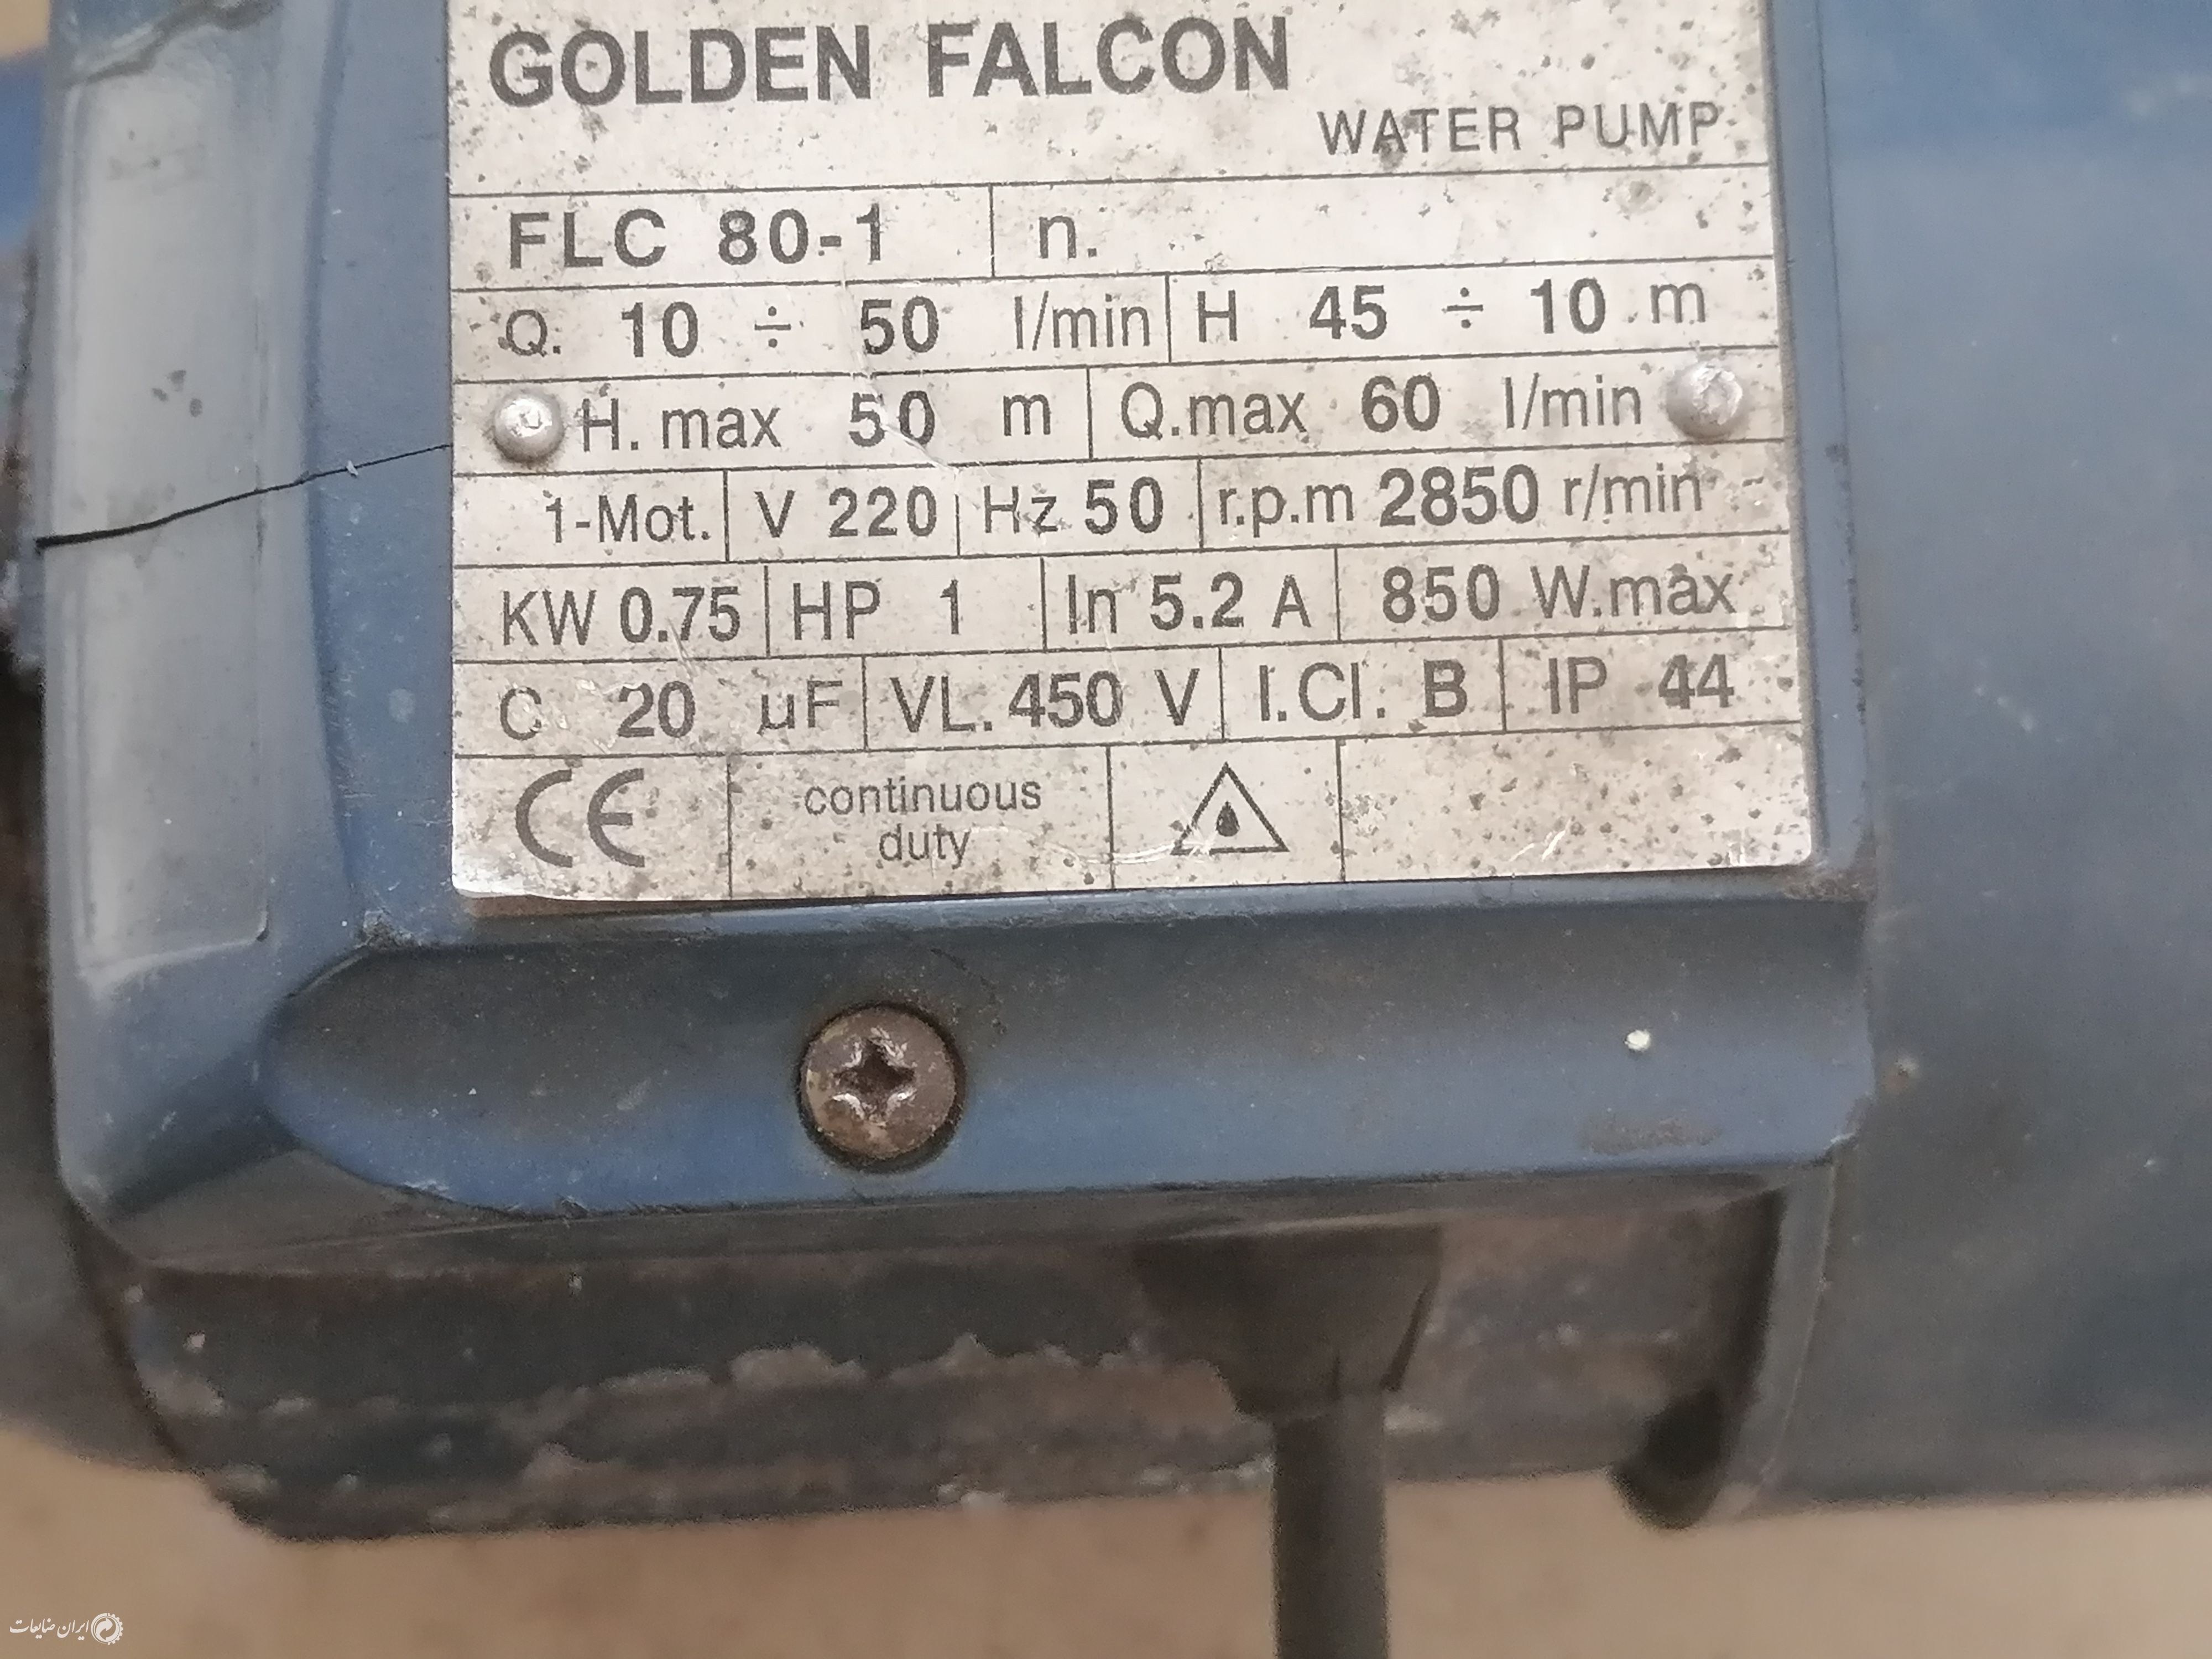 GOLDEN FALCON
WATER PUMP
FLC 80-1 n.
Q. 10 ÷ 50 l/min H 45 ÷ 10 m
H. max 50 m Q.max 60 l/min
1-Mot. V 220 Hz 50 r.p.m 2850 r/min
KW 0.75 HP 1 In 5.2 A 850 W.max
C 20 µF VL. 450 V I.Cl. B IP 44
CE continuous
duty
ایران ضایعات